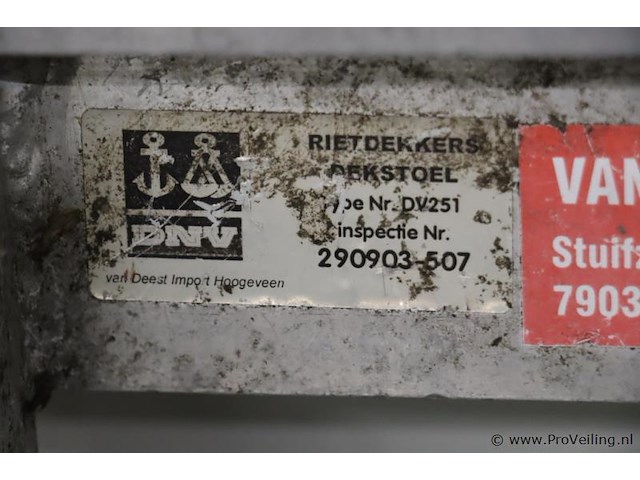 RIETDEKKERS
DEKSTOEL
Type Nr. DV251
inspectie Nr.
290903-507
DNV
van Deest Import Hoogeveen
VAN
Stuifz
7903
© www.ProVeiling.nl